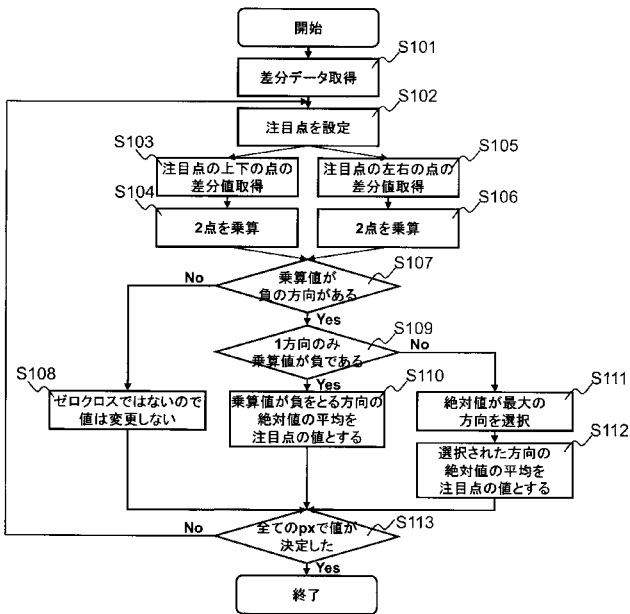 開始
S101
差分データ取得
S102
注目点を設定
S103
注目点の上下の点の
差分値取得
S105
注目点の左右の点の
差分値取得
S104
2点を乗算
S106
2点を乗算
S107
乗算値が
負の方向がある
No
Yes
S109
1方向のみ
乗算値が負である
No
Yes
S108
ゼロクロスではないので
値は変更しない
S110
乗算値が負をとる方向の
絶対値の平均を
注目点の値とする
S111
絶対値が最大の
方向を選択
S112
選択された方向の
絶対値の平均を
注目点の値とする
S113
全てのpxで値が
決定した
No
Yes
終了